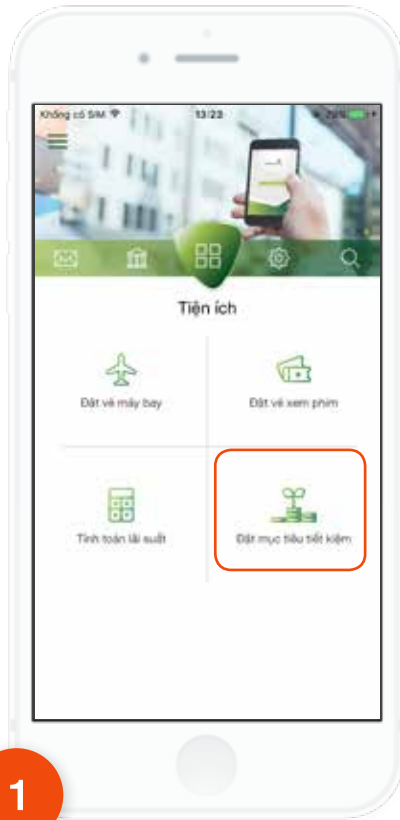 Không có SIM 13:23
Tiện ích
Đặt vé máy bay
Đặt vé xem phim
Tính toán lãi suất
Đặt mục tiêu tiết kiệm
1